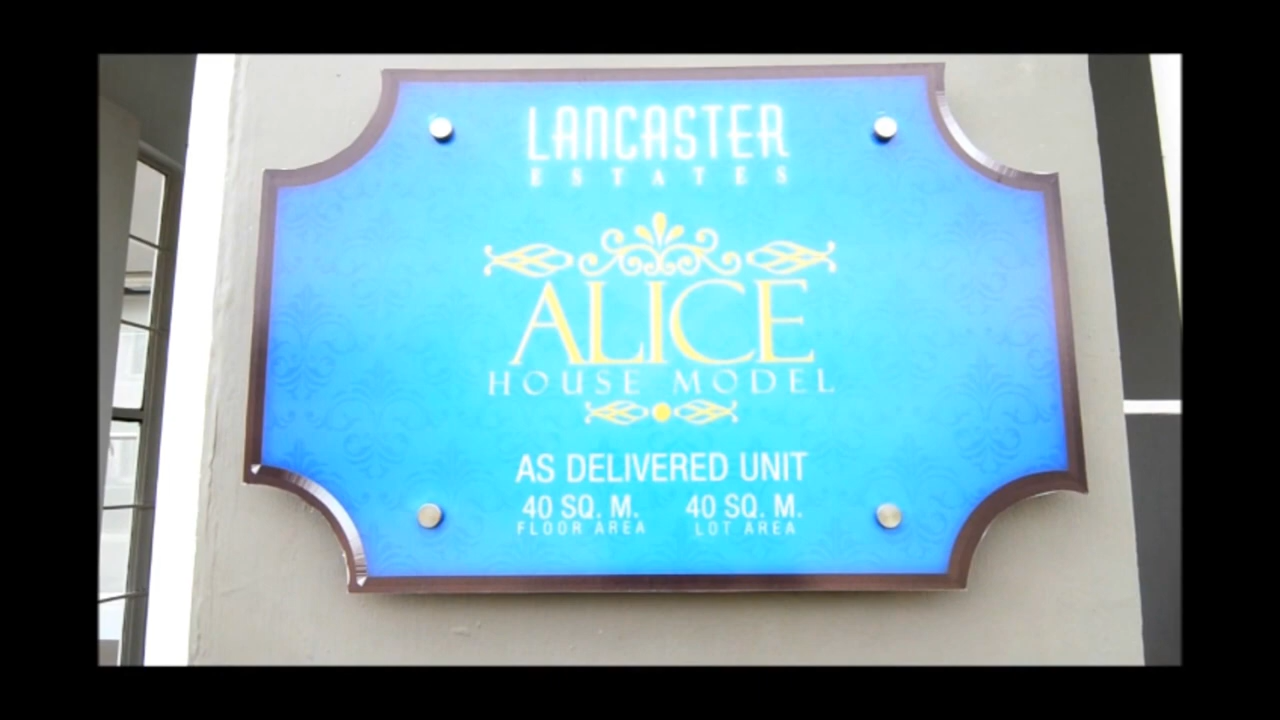 LANCASTER
ESTATES
ALICE
HOUSE MODEL
AS DELIVERED UNIT
40 SQ. M. 40 SQ. M.
FLOOR AREA LOT AREA